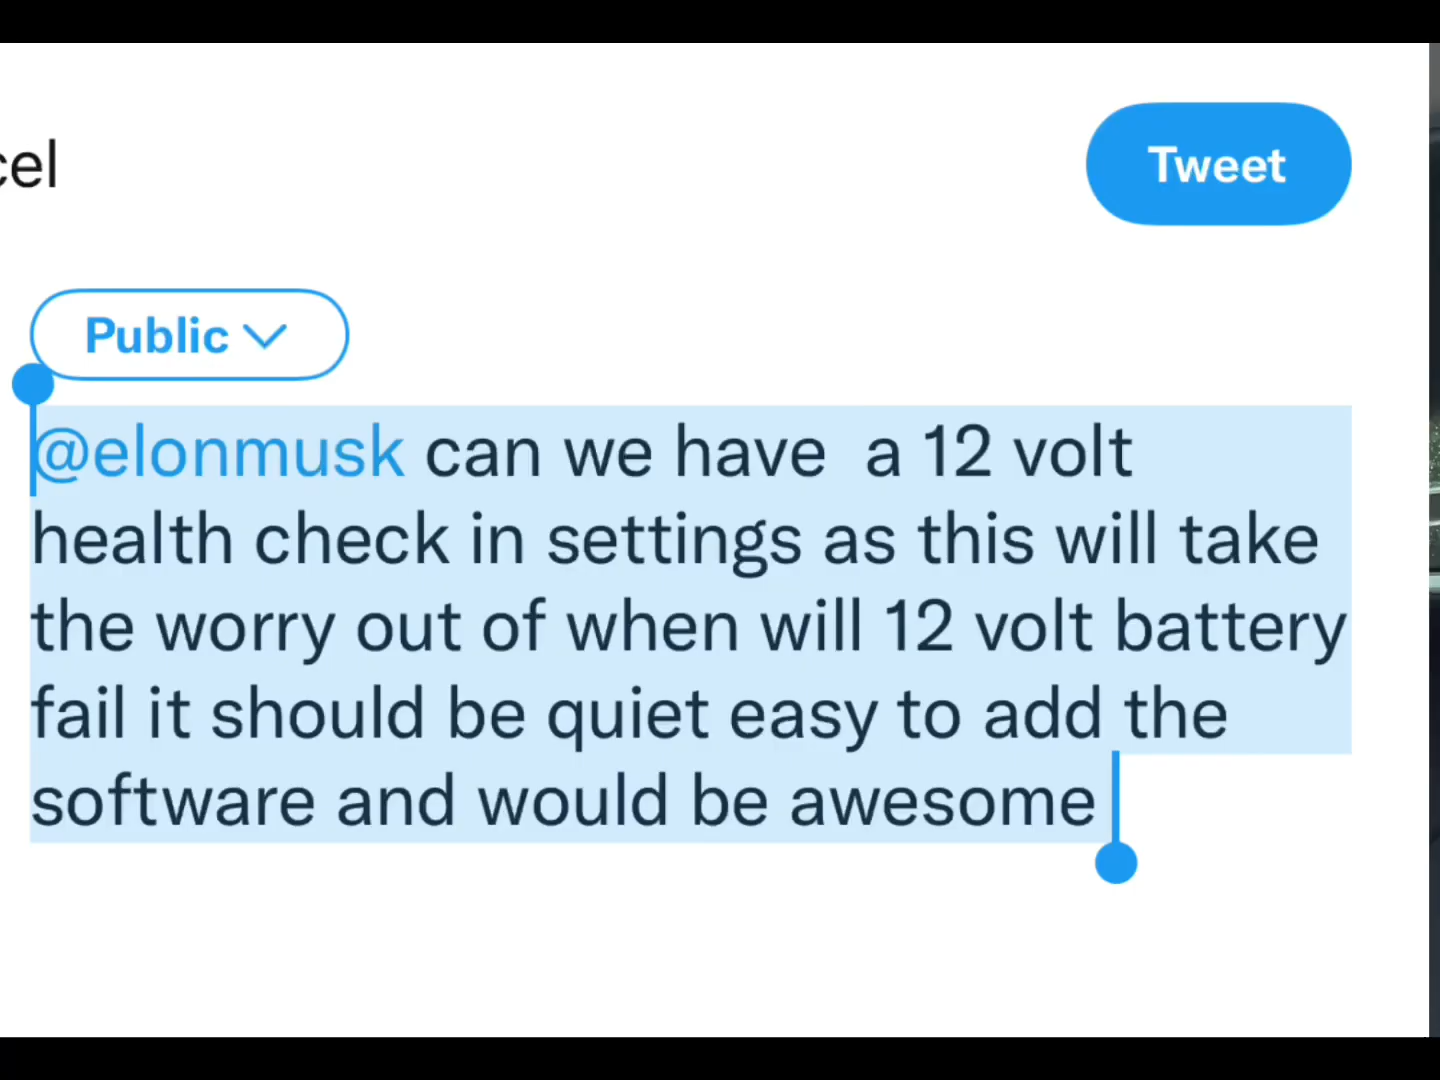 cel
Tweet
Public
@elonmusk can we have  a 12 volt
health check in settings as this will take
the worry out of when will 12 volt battery
fail it should be quiet easy to add the
software and would be awesome